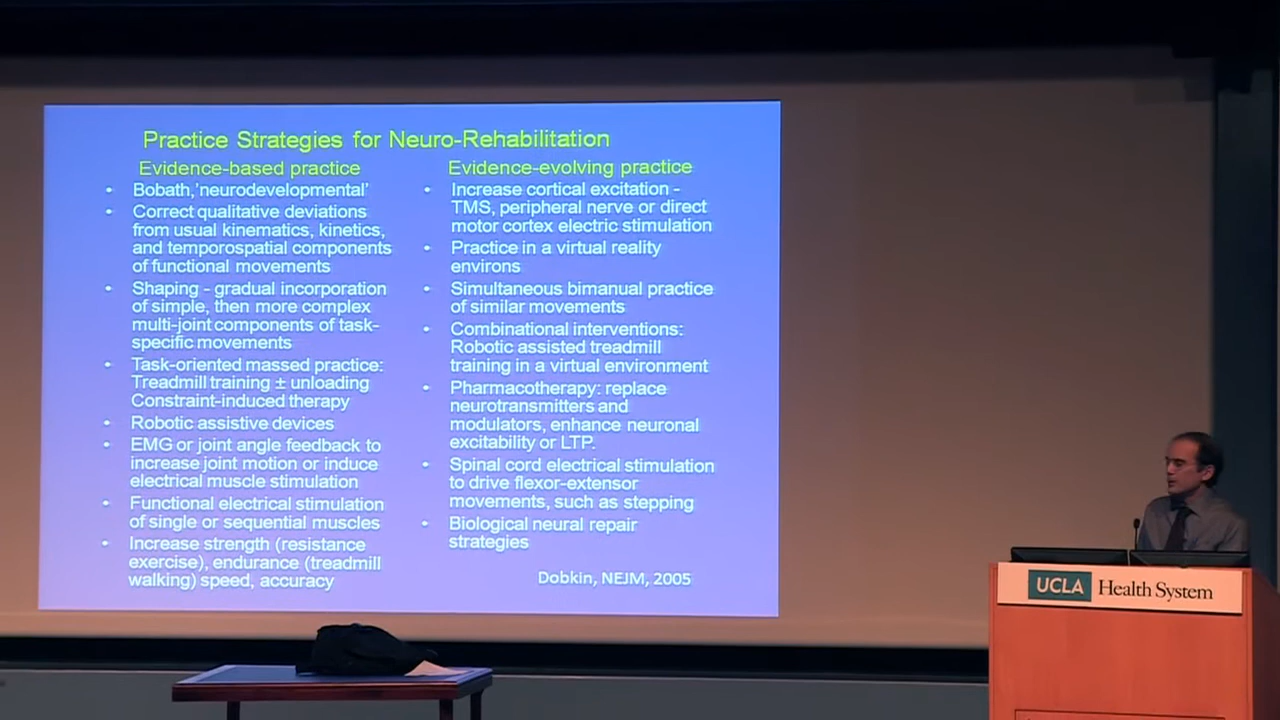 Practice Strategies for Neuro-Rehabilitation
Evidence-based practice
• Bobath,'neurodevelopmental'
• Correct qualitative deviations
from usual kinematics, kinetics,
and temporospatial components
of functional movements
• Shaping - gradual incorporation
of simple, then more complex
multi-joint components of task-
specific movements
• Task-oriented massed practice:
Treadmill training ± unloading
Constraint-induced therapy
• Robotic assistive devices
• EMG or joint angle feedback to
increase joint motion or induce
electrical muscle stimulation
• Functional electrical stimulation
of single or sequential muscles
• Increase strength (resistance
exercise), endurance (treadmill
walking) speed, accuracy
Evidence-evolving practice
• Increase cortical excitation -
TMS, peripheral nerve or direct
motor cortex electric stimulation
• Practice in a virtual reality
environs
• Simultaneous bimanual practice
of similar movements
• Combinational interventions:
Robotic assisted treadmill
training in a virtual environment
• Pharmacotherapy: replace
neurotransmitters and
modulators, enhance neuronal
excitability or LTP.
• Spinal cord electrical stimulation
to drive flexor-extensor
movements, such as stepping
• Biological neural repair
strategies
Dobkin, NEJM, 2005
UCLA Health System